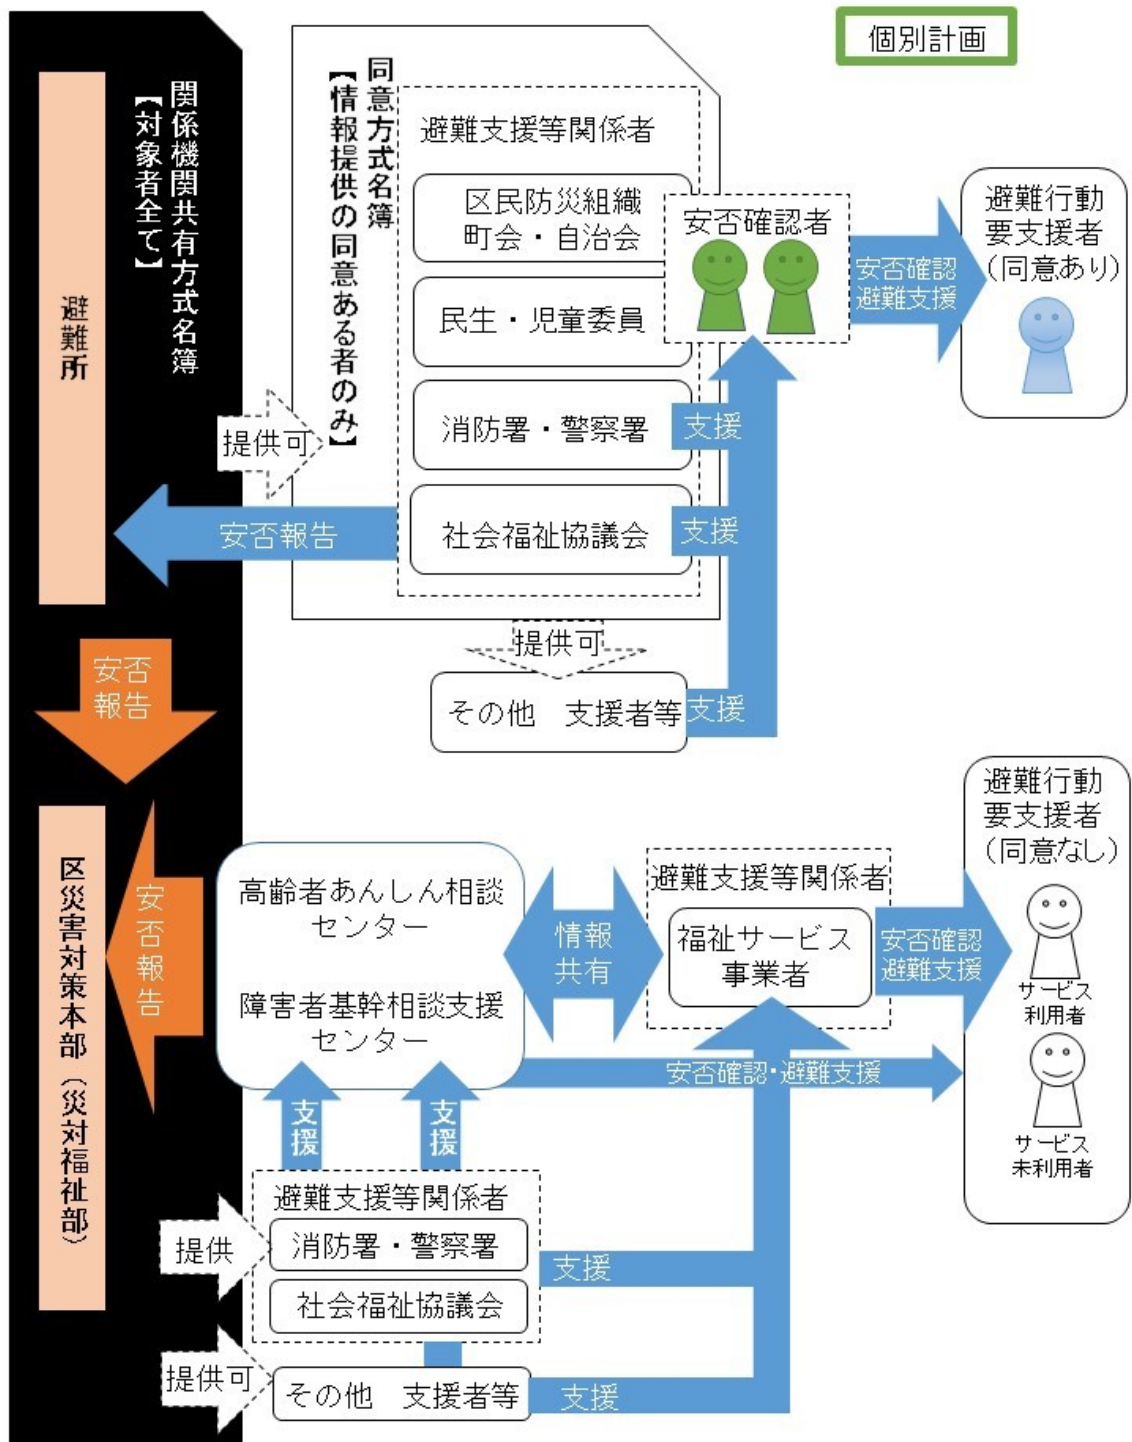 個別計画
関係機関共有方式名簿
【対象者全て】
避難所
同意方式名簿
【情報提供の同意ある者のみ】
避難支援等関係者
区民防災組織
町会・自治会
民生・児童委員
消防署・警察署
社会福祉協議会
安否確認者
安否確認
避難支援
避難行動
要支援者
(同意あり)
提供可
支援
安否報告
支援
提供可
その他　支援者等
支援
安否
報告
区災害対策本部(災対福祉部)
安否報告
高齢者あんしん相談
センター
障害者基幹相談支援
センター
情報
共有
避難支援等関係者
福祉サービス
事業者
安否確認
避難支援
避難行動
要支援者
(同意なし)
サービス
利用者
サービス
未利用者
安否確認・避難支援
支援
支援
避難支援等関係者
消防署・警察署
社会福祉協議会
提供
支援
提供可
その他　支援者等
支援